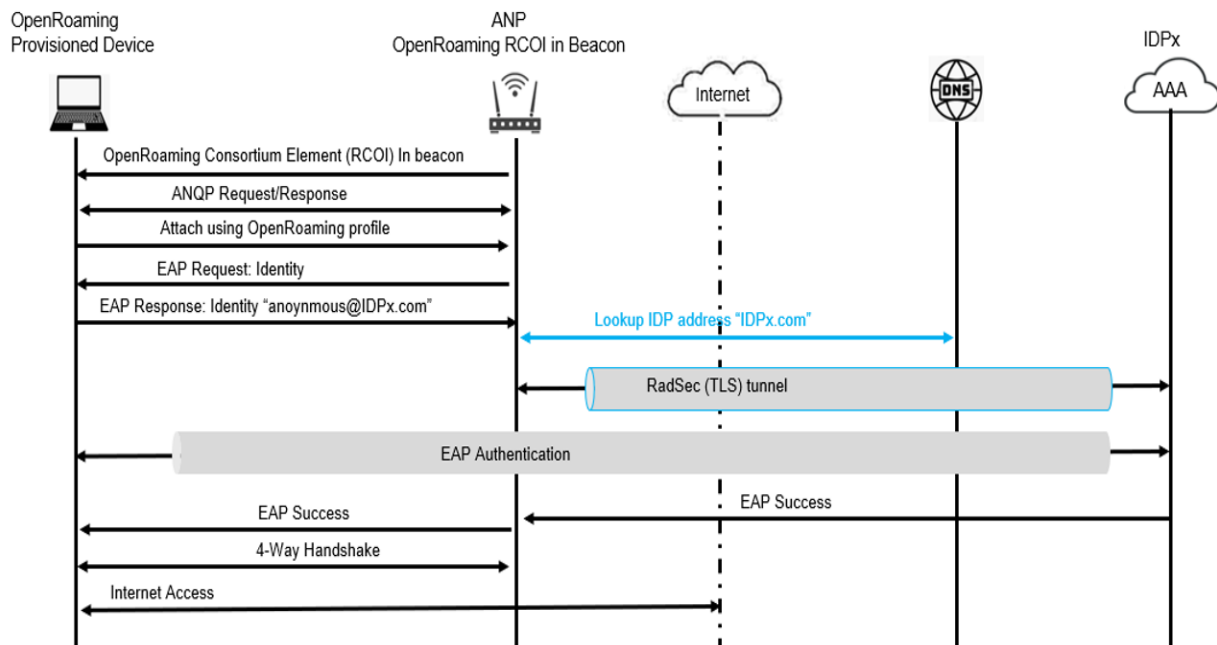 OpenRoaming
Provisioned Device
ANP
OpenRoaming RCOI in Beacon
Internet
DNS
IDPx
AAA
OpenRoaming Consortium Element (RCOI) In beacon
ANQP Request/Response
Attach using OpenRoaming profile
EAP Request: Identity
EAP Response: Identity “anoynmous@IDPx.com”
Lookup IDP address “IDPx.com”
RadSec (TLS) tunnel
EAP Authentication
EAP Success
EAP Success
4-Way Handshake
Internet Access